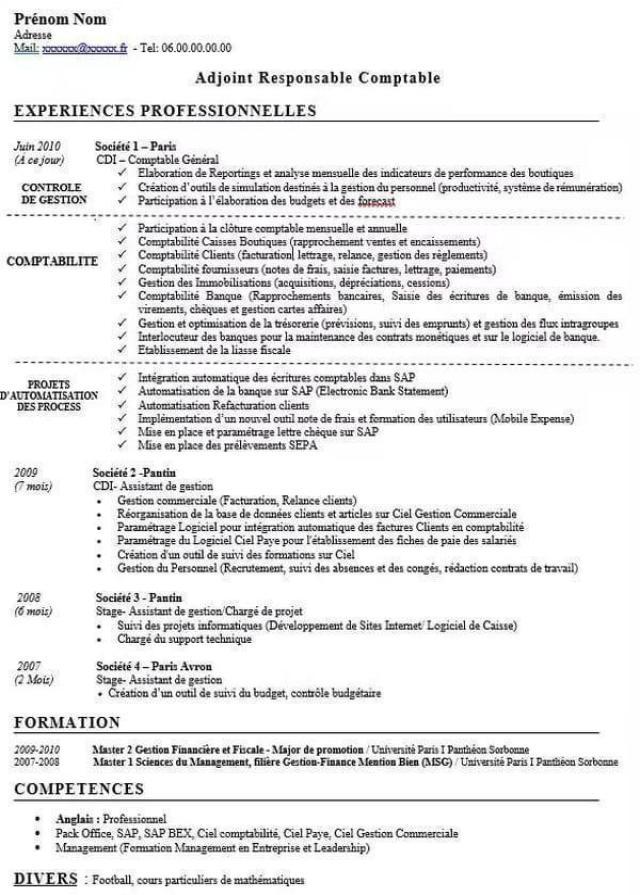 Prénom Nom
Adresse
Mail: xxxxxx@xxxxx.fr - Tel: 06.00.00.00.00
Adjoint Responsable Comptable
EXPERIENCES PROFESSIONNELLES
Juin 2010 Société 1 – Paris
(A ce jour) CDI – Comptable Général
✓ Elaboration de Reportings et analyse mensuelle des indicateurs de performance des boutiques
CONTROLE ✓ Création d'outils de simulation destinés à la gestion du personnel (productivité, système de rémunération)
DE GESTION ✓ Participation à l'élaboration des budgets et des forecast
✓ Participation à la clôture comptable mensuelle et annuelle
✓ Comptabilité Caisses Boutiques (rapprochement ventes et encaissements)
COMPTABILITE ✓ Comptabilité Clients (facturation, lettrage, relance, gestion des règlements)
✓ Comptabilité fournisseurs (notes de frais, saisie factures, lettrage, paiements)
✓ Gestion des Immobilisations (acquisitions, dépréciations, cessions)
✓ Comptabilité Banque (Rapprochements bancaires, Saisie des écritures de banque, émission des
virements, chèques et gestion cartes affaires)
✓ Gestion et optimisation de la trésorerie (prévisions, suivi des emprunts) et gestion des flux intragroupes
✓ Interlocuteur des banques pour la maintenance des contrats monétiques et sur le logiciel de banque.
✓ Etablissement de la liasse fiscale
PROJETS ✓ Intégration automatique des écritures comptables dans SAP
D'AUTOMATISATION ✓ Automatisation de la banque sur SAP (Electronic Bank Statement)
DES PROCESS ✓ Automatisation Refacturation clients
✓ Implémentation d'un nouvel outil note de frais et formation des utilisateurs (Mobile Expense)
✓ Mise en place et paramétrage lettre chèque sur SAP
✓ Mise en place des prélèvements SEPA
2009 Société 2 -Pantin
(7 mois) CDI- Assistant de gestion
• Gestion commerciale (Facturation, Relance clients)
• Réorganisation de la base de données clients et articles sur Ciel Gestion Commerciale
• Paramétrage Logiciel pour intégration automatique des factures Clients en comptabilité
• Paramétrage du Logiciel Ciel Paye pour l'établissement des fiches de paie des salariés
• Création d'un outil de suivi des formations sur Ciel
• Gestion du Personnel (Recrutement, suivi des absences et des congés, rédaction contrats de travail)
2008 Société 3 - Pantin
(6 mois) Stage- Assistant de gestion/Chargé de projet
• Suivi des projets informatiques (Développement de Sites Internet/ Logiciel de Caisse)
• Chargé du support technique
2007 Société 4 – Paris Avron
(2 Mois) Stage- Assistant de gestion
• Création d'un outil de suivi du budget, contrôle budgétaire
FORMATION
2009-2010 Master 2 Gestion Financière et Fiscale - Major de promotion / Université Paris I Panthéon Sorbonne
2007-2008 Master 1 Sciences du Management, filière Gestion-Finance Mention Bien (MSG) / Université Paris I Panthéon Sorbonne
COMPETENCES
• Anglais : Professionnel
• Pack Office, SAP, SAP BEX, Ciel comptabilité, Ciel Paye, Ciel Gestion Commerciale
• Management (Formation Management en Entreprise et Leadership)
DIVERS : Football, cours particuliers de mathématiques